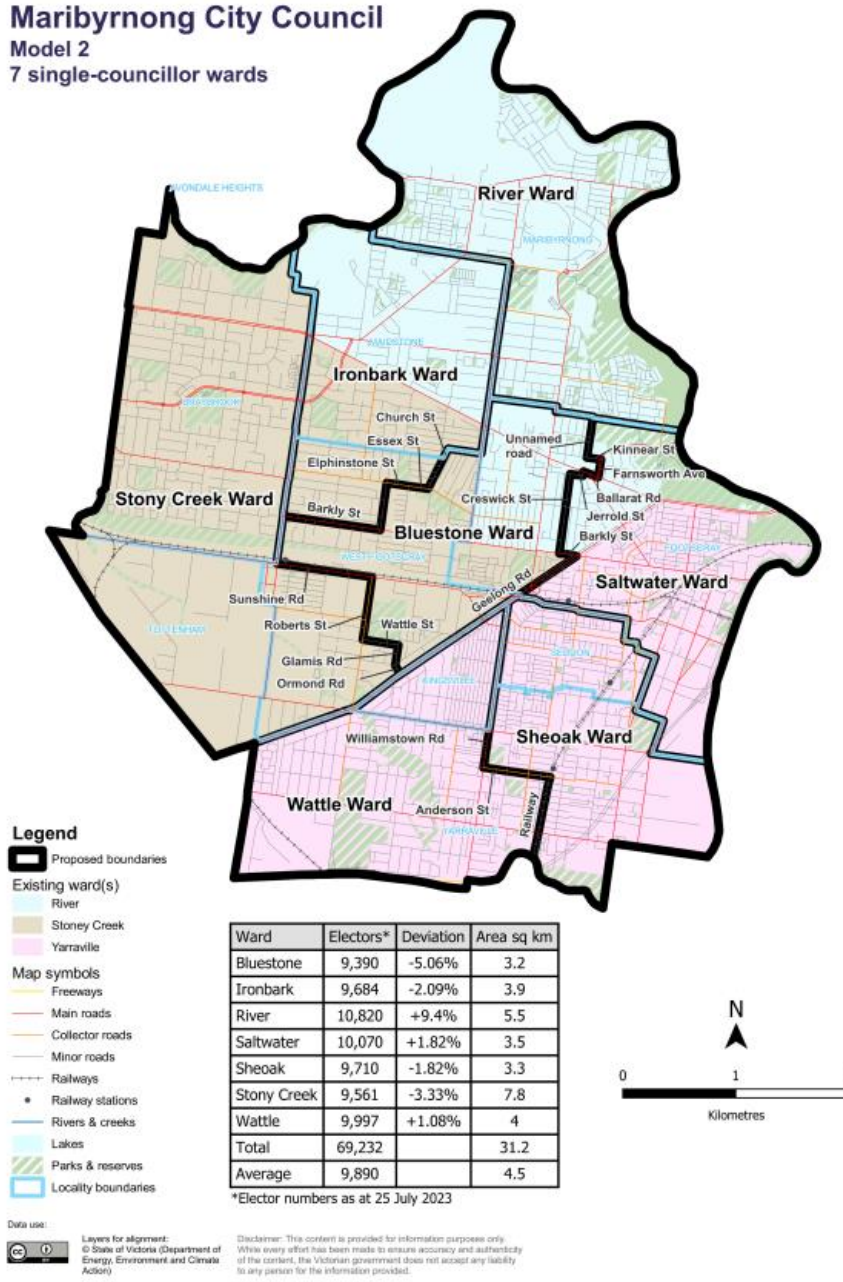 Maribyrnong City Council
Model 2
7 single-councillor wards
AVONDALE HEIGHTS
River Ward
MARIBYRNONG
MAIDSTONE
Ironbark Ward
BRAYBROOK
Church St
Essex St
Elphinstone St
Unnamed road
Kinnear St
Farnsworth Ave
Stony Creek Ward
Barkly St
Creswick St
Ballarat Rd
Jerrold St
Bluestone Ward
Barkly St
FOOTSCRAY
WEST FOOTSCRAY
Geelong Rd
Saltwater Ward
Sunshine Rd
Roberts St
Wattle St
TOTTENHAM
SEDDON
Glamis Rd
Ormond Rd
KINGSVILLE
Williamstown Rd
Sheoak Ward
Wattle Ward
Anderson St
Railway
YARRAVILLE
Legend
Proposed boundaries
Existing ward(s)
River
Stoney Creek
Yarraville
Map symbols
Freeways
Main roads
Collector roads
Minor roads
Railways
Railway stations
Rivers & creeks
Lakes
Parks & reserves
Locality boundaries
Ward Electors* Deviation Area sq km
Bluestone 9,390 -5.06% 3.2
Ironbark 9,684 -2.09% 3.9
River 10,820 +9.4% 5.5
Saltwater 10,070 +1.82% 3.5
Sheoak 9,710 -1.82% 3.3
Stony Creek 9,561 -3.33% 7.8
Wattle 9,997 +1.08% 4
Total 69,232 31.2
Average 9,890 4.5
*Elector numbers as at 25 July 2023
N
0 1
Kilometres
Data use:
cc
Layers for alignment:
© State of Victoria (Department of
Energy, Environment and Climate
Action)
Disclaimer: This content is provided for information purposes only.
While every effort has been made to ensure accuracy and authenticity
of the content, the Victorian government does not accept any liability
to any person for the information provided.